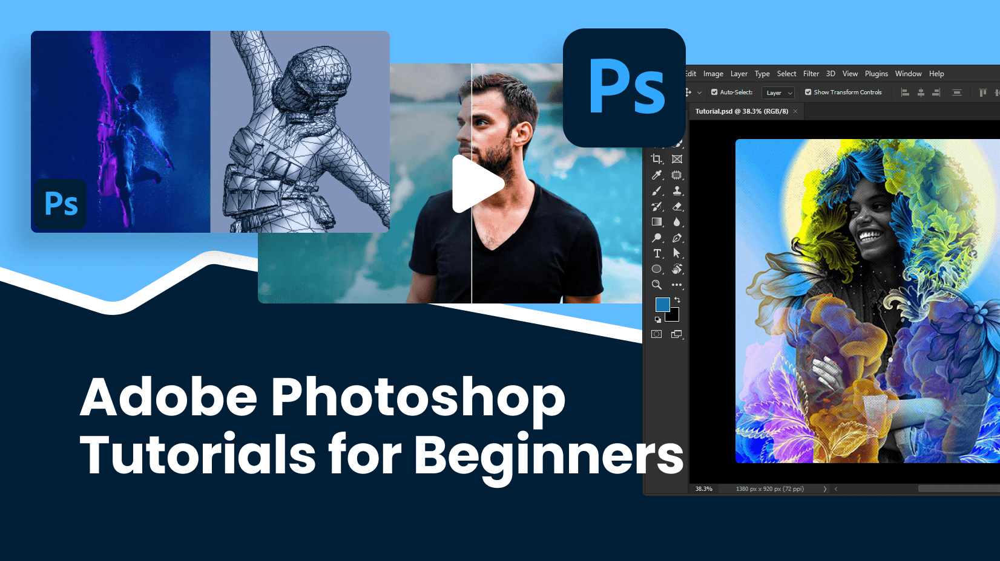 Ps
Ps
Edit Image Layer Type Select Filter 3D View Plugins Window Help
Auto-Select: Layer Show Transform Controls
Tutorial.psd @ 38.3% (RGB/8) ×
Adobe Photoshop
Tutorials for Beginners
38.3% 1380 px x 920 px (72 ppi)